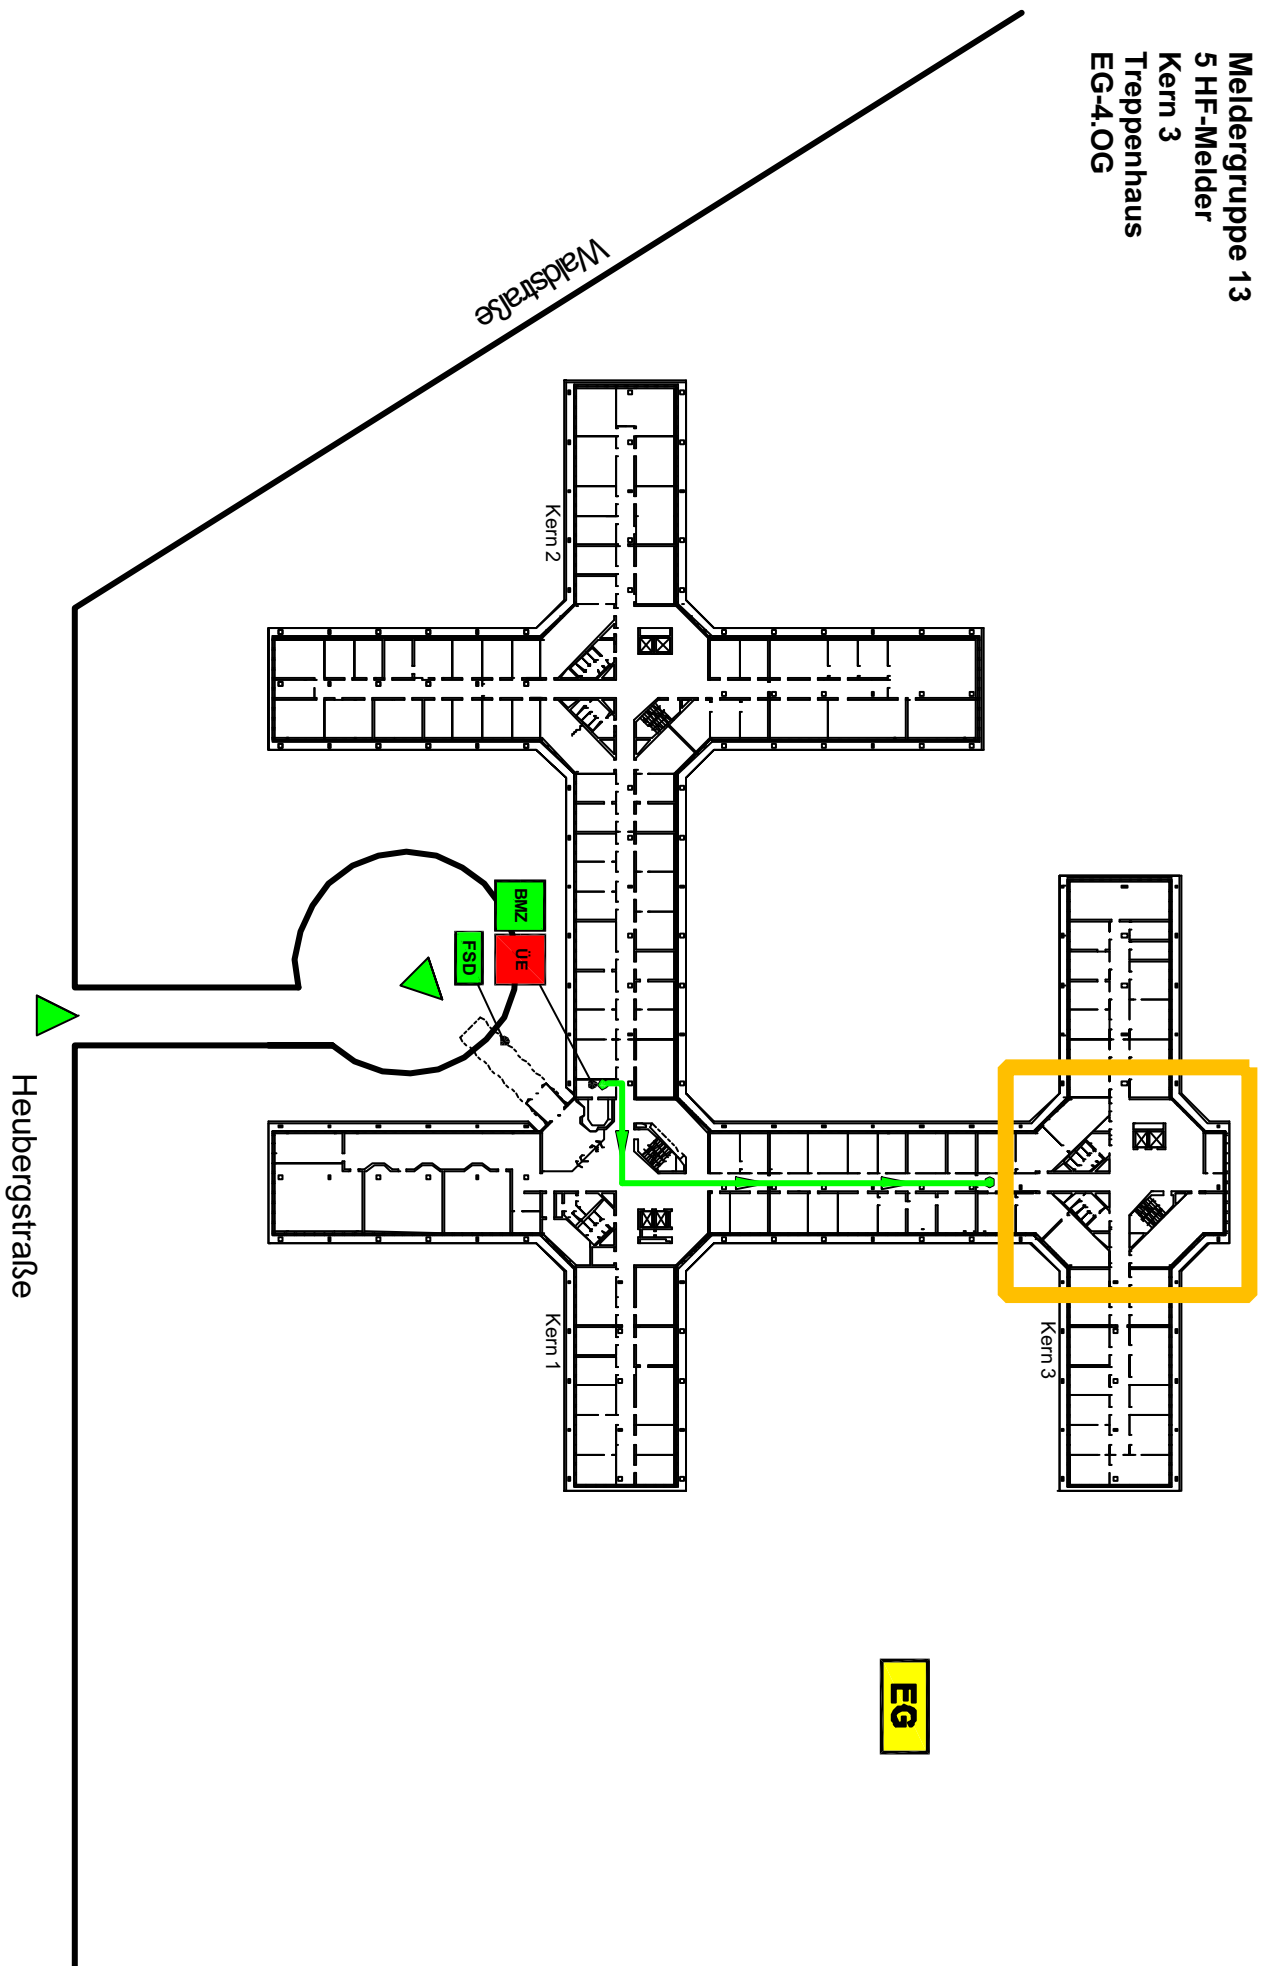 Meldergruppe 13
5 HF-Melder
Kern 3
Treppenhaus
EG-4.OG
Waldstraße
Kern 2
BMZ
ÜE
FSD
Heubergstraße
Kern 1
Kern 3
EG